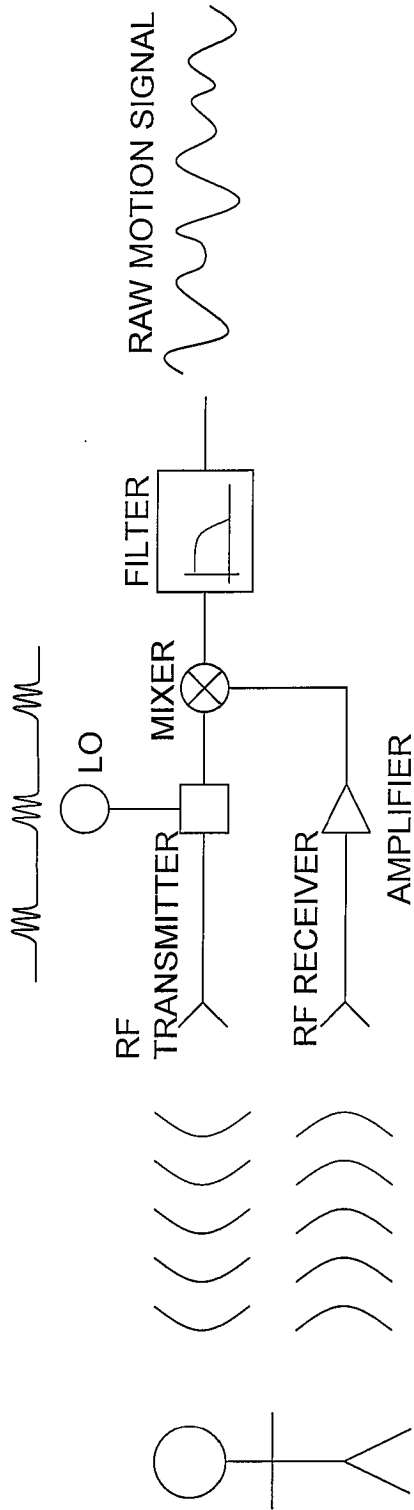 RF
TRANSMITTER
LO
MIXER
FILTER
RAW MOTION SIGNAL
RF RECEIVER
AMPLIFIER